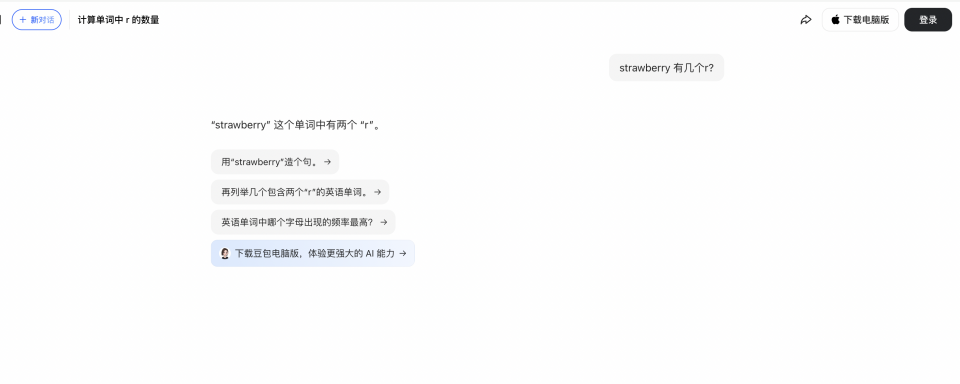 + 新对话
计算单词中 r 的数量
下载电脑版
登录
strawberry 有几个r?
“strawberry” 这个单词中有两个 “r”。
用“strawberry”造个句。 →
再列举几个包含两个“r”的英语单词。 →
英语单词中哪个字母出现的频率最高? →
下载豆包电脑版，体验更强大的 AI 能力 →